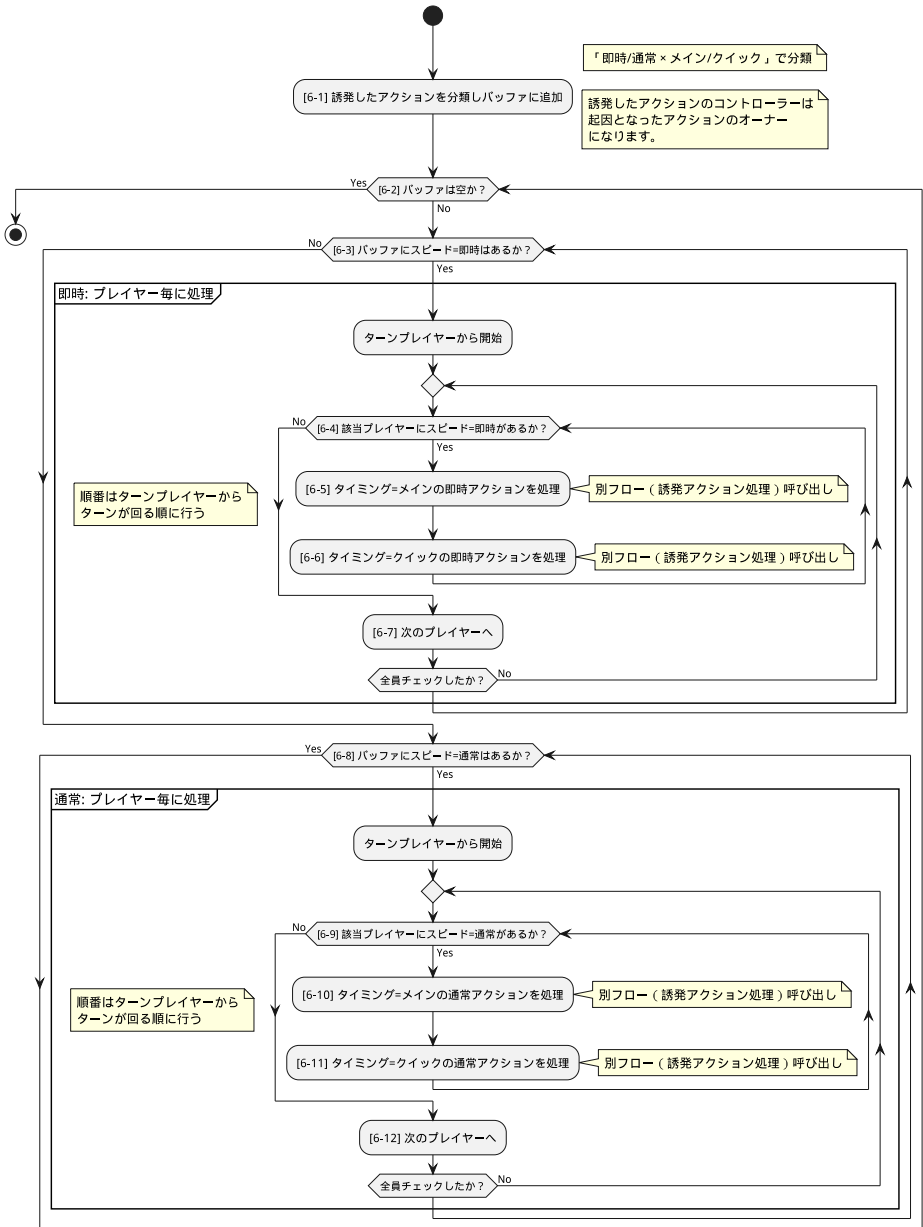 「即時/通常 × メイン/クイック」で分類
[6-1] 誘発したアクションを分類しバッファに追加
誘発したアクションのコントローラーは
起因となったアクションのオーナー
になります。
Yes
[6-2] バッファは空か？
No
No
[6-3] バッファにスピード=即時はあるか？
Yes
即時: プレイヤー毎に処理
ターンプレイヤーから開始
No
[6-4] 該当プレイヤーにスピード=即時があるか？
Yes
[6-5] タイミング=メインの即時アクションを処理
別フロー（誘発アクション処理）呼び出し
順番はターンプレイヤーから
ターンが回る順に行う
[6-6] タイミング=クイックの即時アクションを処理
別フロー（誘発アクション処理）呼び出し
[6-7] 次のプレイヤーへ
全員チェックしたか？
No
Yes
[6-8] バッファにスピード=通常はあるか？
Yes
通常: プレイヤー毎に処理
ターンプレイヤーから開始
No
[6-9] 該当プレイヤーにスピード=通常があるか？
Yes
[6-10] タイミング=メインの通常アクションを処理
別フロー（誘発アクション処理）呼び出し
順番はターンプレイヤーから
ターンが回る順に行う
[6-11] タイミング=クイックの通常アクションを処理
別フロー（誘発アクション処理）呼び出し
[6-12] 次のプレイヤーへ
全員チェックしたか？
No